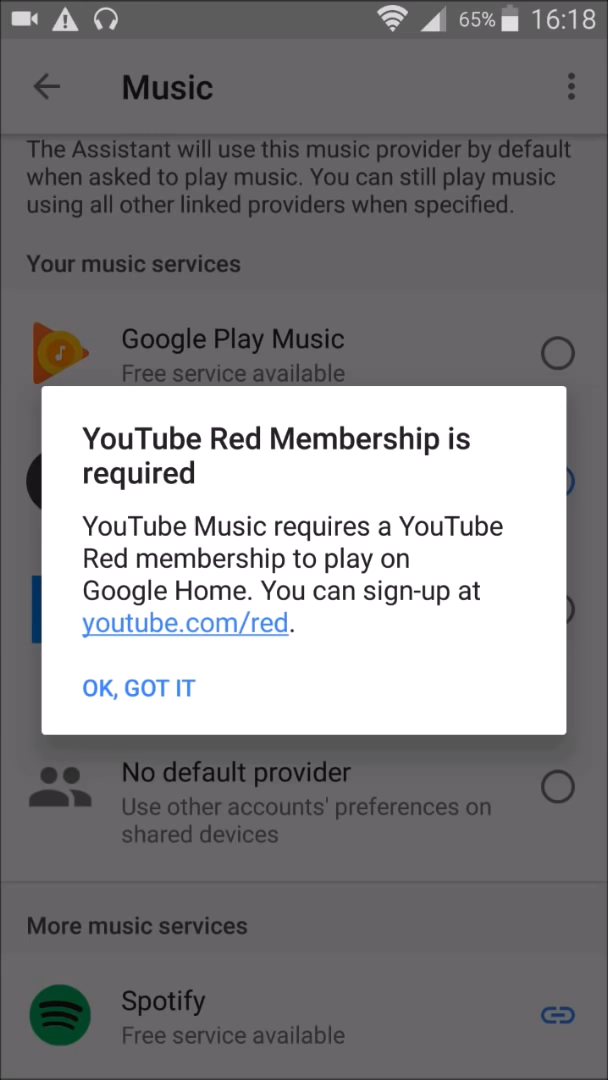 65% 16:18
Music
The Assistant will use this music provider by default
when asked to play music. You can still play music
using all other linked providers when specified.
Your music services
Google Play Music
Free service available
YouTube Red Membership is
required
YouTube Music requires a YouTube
Red membership to play on
Google Home. You can sign-up at
youtube.com/red.
OK, GOT IT
No default provider
Use other accounts' preferences on
shared devices
More music services
Spotify
Free service available